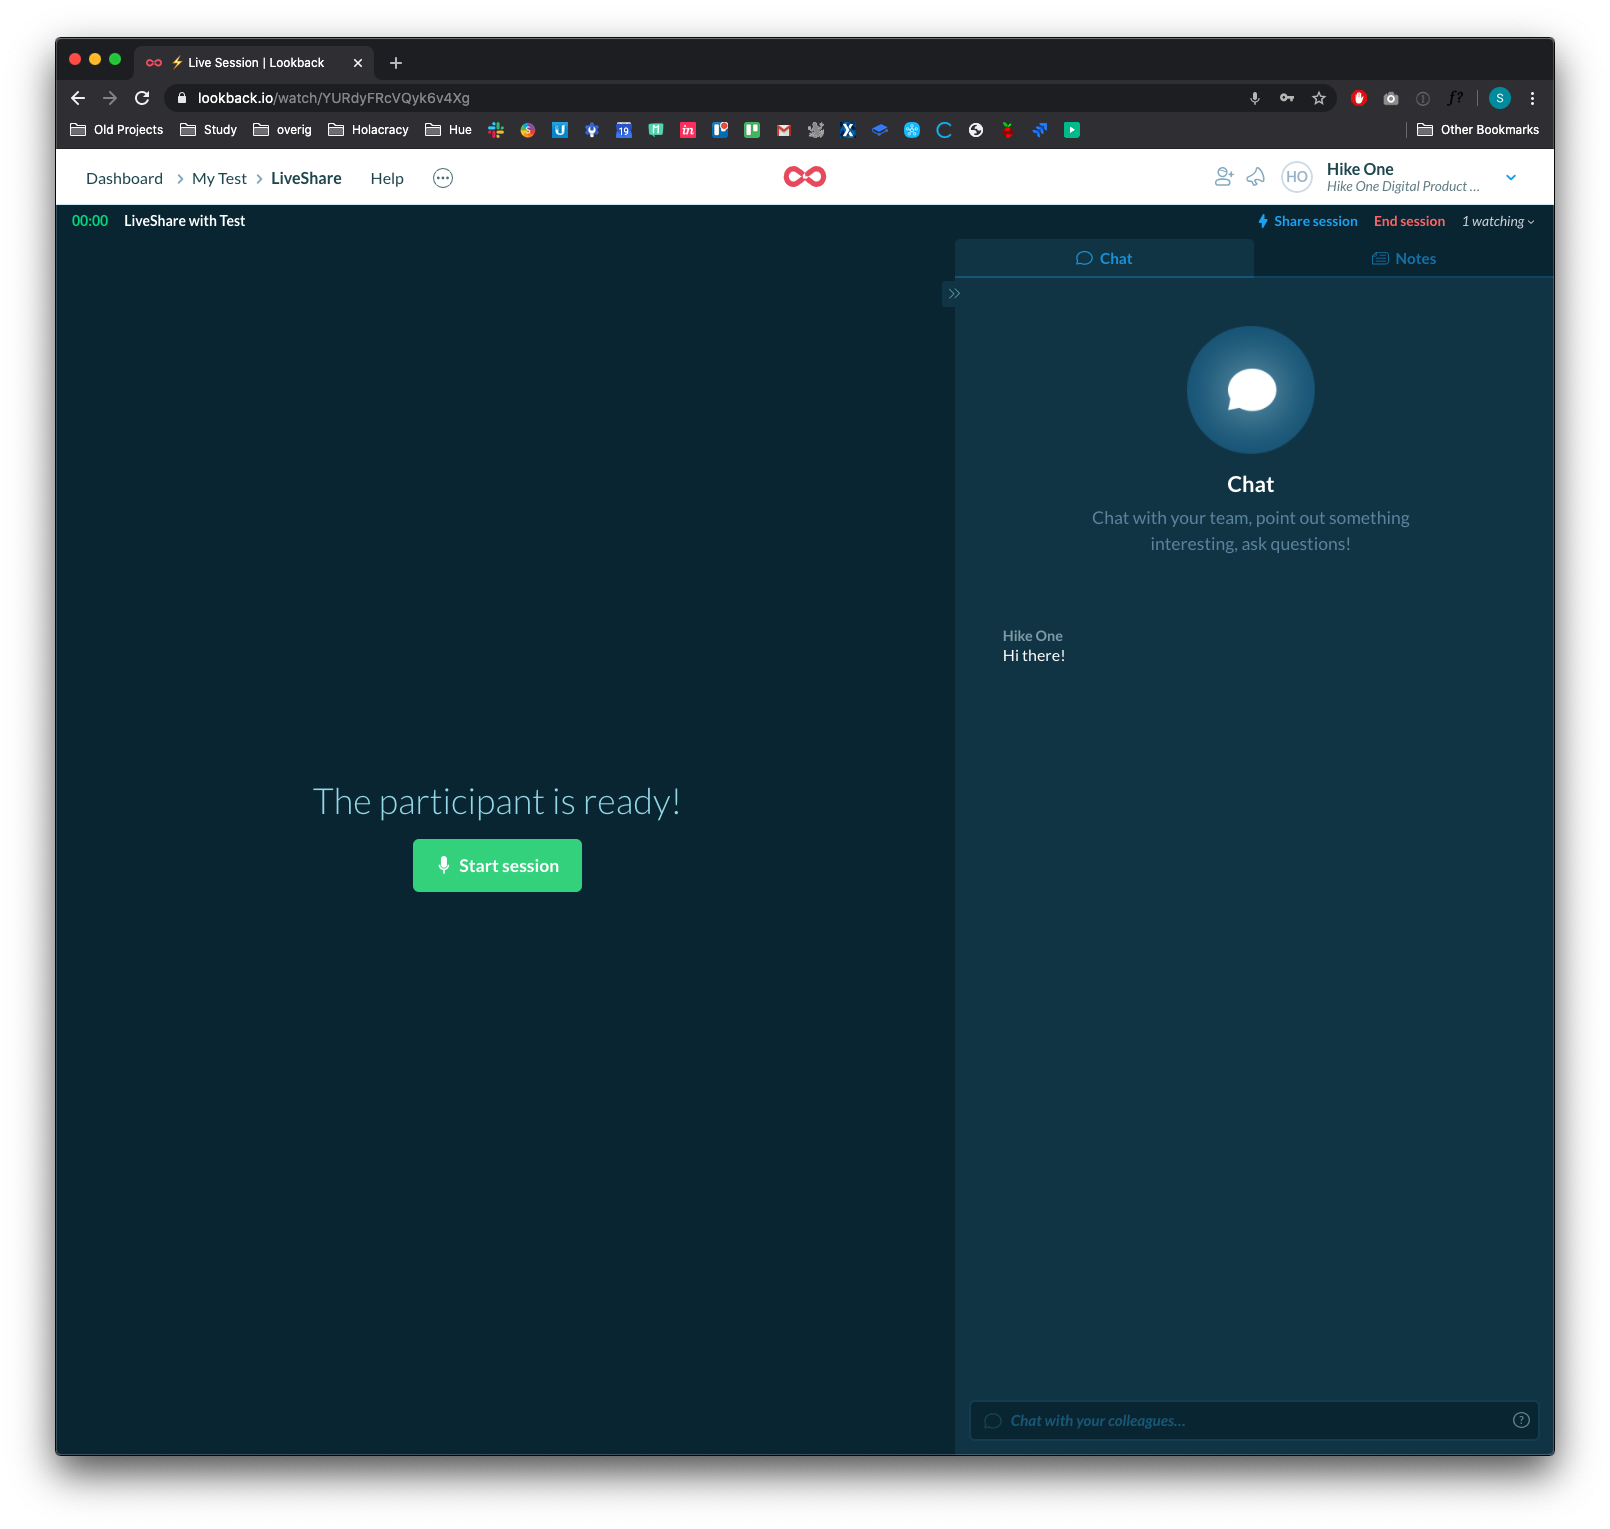 ⚡ Live Session | Lookback
lookback.io/watch/YURdyFRcVQyk6v4Xg
f?
S
Old Projects
Study
overig
Holacracy
Hue
19
in
Other Bookmarks
Dashboard > My Test > LiveShare
Help
HO
Hike One
Hike One Digital Product ...
00:00 LiveShare with Test
Share session
End session
1 watching
Chat
Notes
Chat
Chat with your team, point out something
interesting, ask questions!
Hike One
Hi there!
The participant is ready!
Start session
Chat with your colleagues...
?